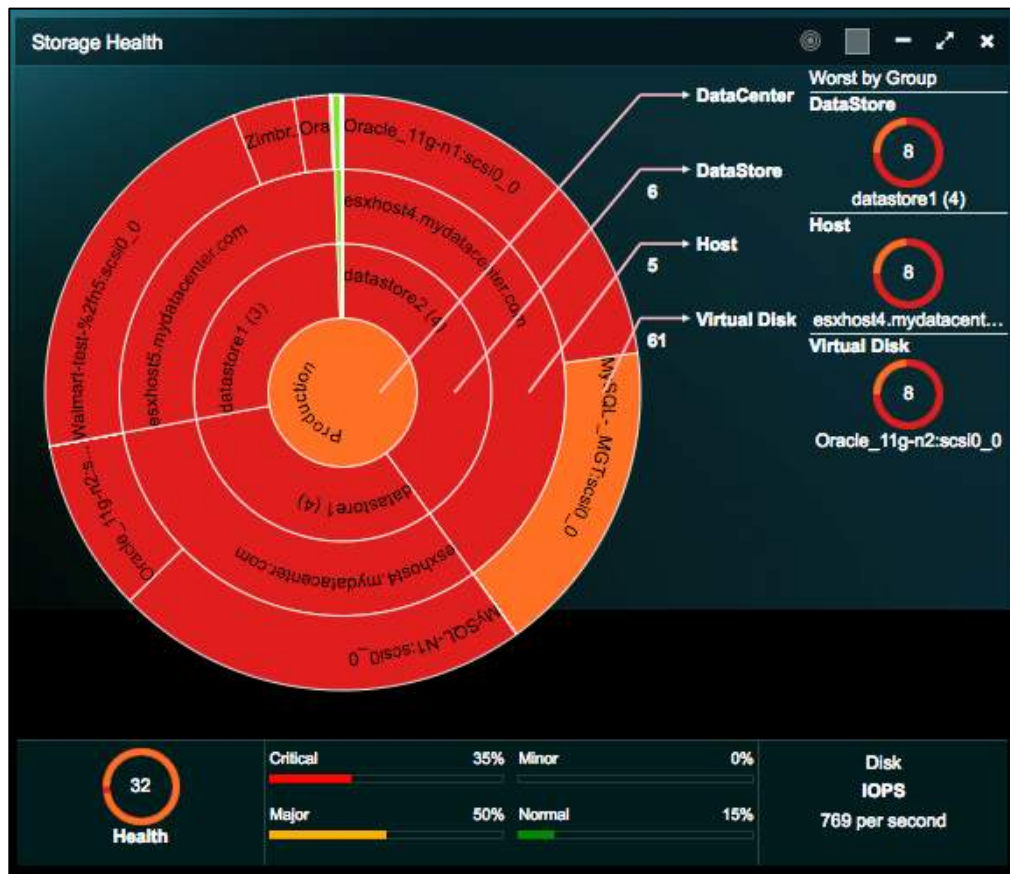 Storage Health
DataCenter
DataStore
6
Host
5
Virtual Disk
61
Worst by Group
DataStore
8
datastore1 (4)
Host
8
esxhost4.mydatacent...
Virtual Disk
8
Oracle_11g-n2:scsi0_0
Zimbr...
Ora
Oracle_11g-n1:scsi0_0
esxhost4.mydatacenter.com
datastore2 (4)
Walmart-test-%2fn5:scsi0_0
esxhost5.mydatacenter.com
datastore1 (3)
Production
MySQL-_MGT:scsi0_0
datastore1 (4)
esxhost4.mydatacenter.com
Oracle_11g-n2:s...
MySQL-N1:scsi0_0
32
Health
Critical 35%
Minor 0%
Major 50%
Normal 15%
Disk
IOPS
769 per second